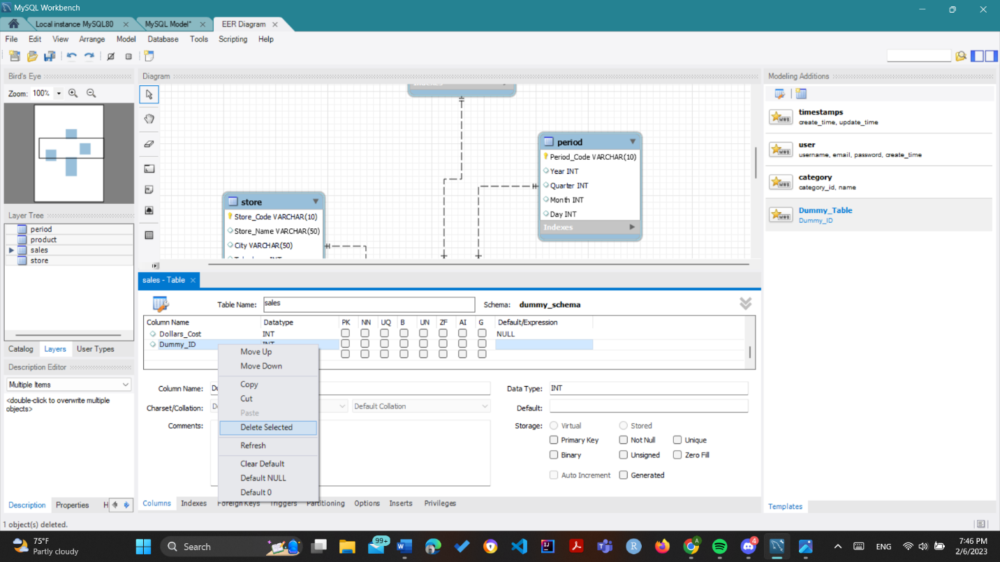 MySQL Workbench
Local instance MySQL80
MySQL Model*
EER Diagram
File Edit View Arrange Model Database Tools Scripting Help
Bird's Eye
Zoom: 100%
Layer Tree
period
product
sales
store
Catalog Layers User Types
Description Editor
Multiple Items
<double-click to overwrite multiple
objects>
Description Properties H
Diagram
Indexes
period
Period_Code VARCHAR(10)
Year INT
Quarter INT
Month INT
Day INT
Indexes
store
Store_Code VARCHAR(10)
Store_Name VARCHAR(50)
City VARCHAR(50)
sales - Table
Table Name: sales Schema: dummy_schema
Column Name Datatype PK NN UQ B UN ZF AI G Default/Expression
Dollars_Cost INT NULL
Dummy_ID INT
Move Up
Move Down
Copy
Cut
Paste
Delete Selected
Refresh
Clear Default
Default NULL
Default 0
Column Name: Du
Data Type: INT
Charset/Collation: De
Default Collation
Default:
Comments:
Storage: Virtual Stored
Primary Key Not Null Unique
Binary Unsigned Zero Fill
Auto Increment Generated
Columns Indexes Foreign Keys Triggers Partitioning Options Inserts Privileges
Modeling Additions
MWB
timestamps
create_time, update_time
MWB
user
username, email, password, create_time
MWB
category
category_id, name
MWB
Dummy_Table
Dummy_ID
Templates
1 object(s) deleted.
75°F
Partly cloudy
Search
99+
A
4
ENG
7:46 PM
2/6/2023